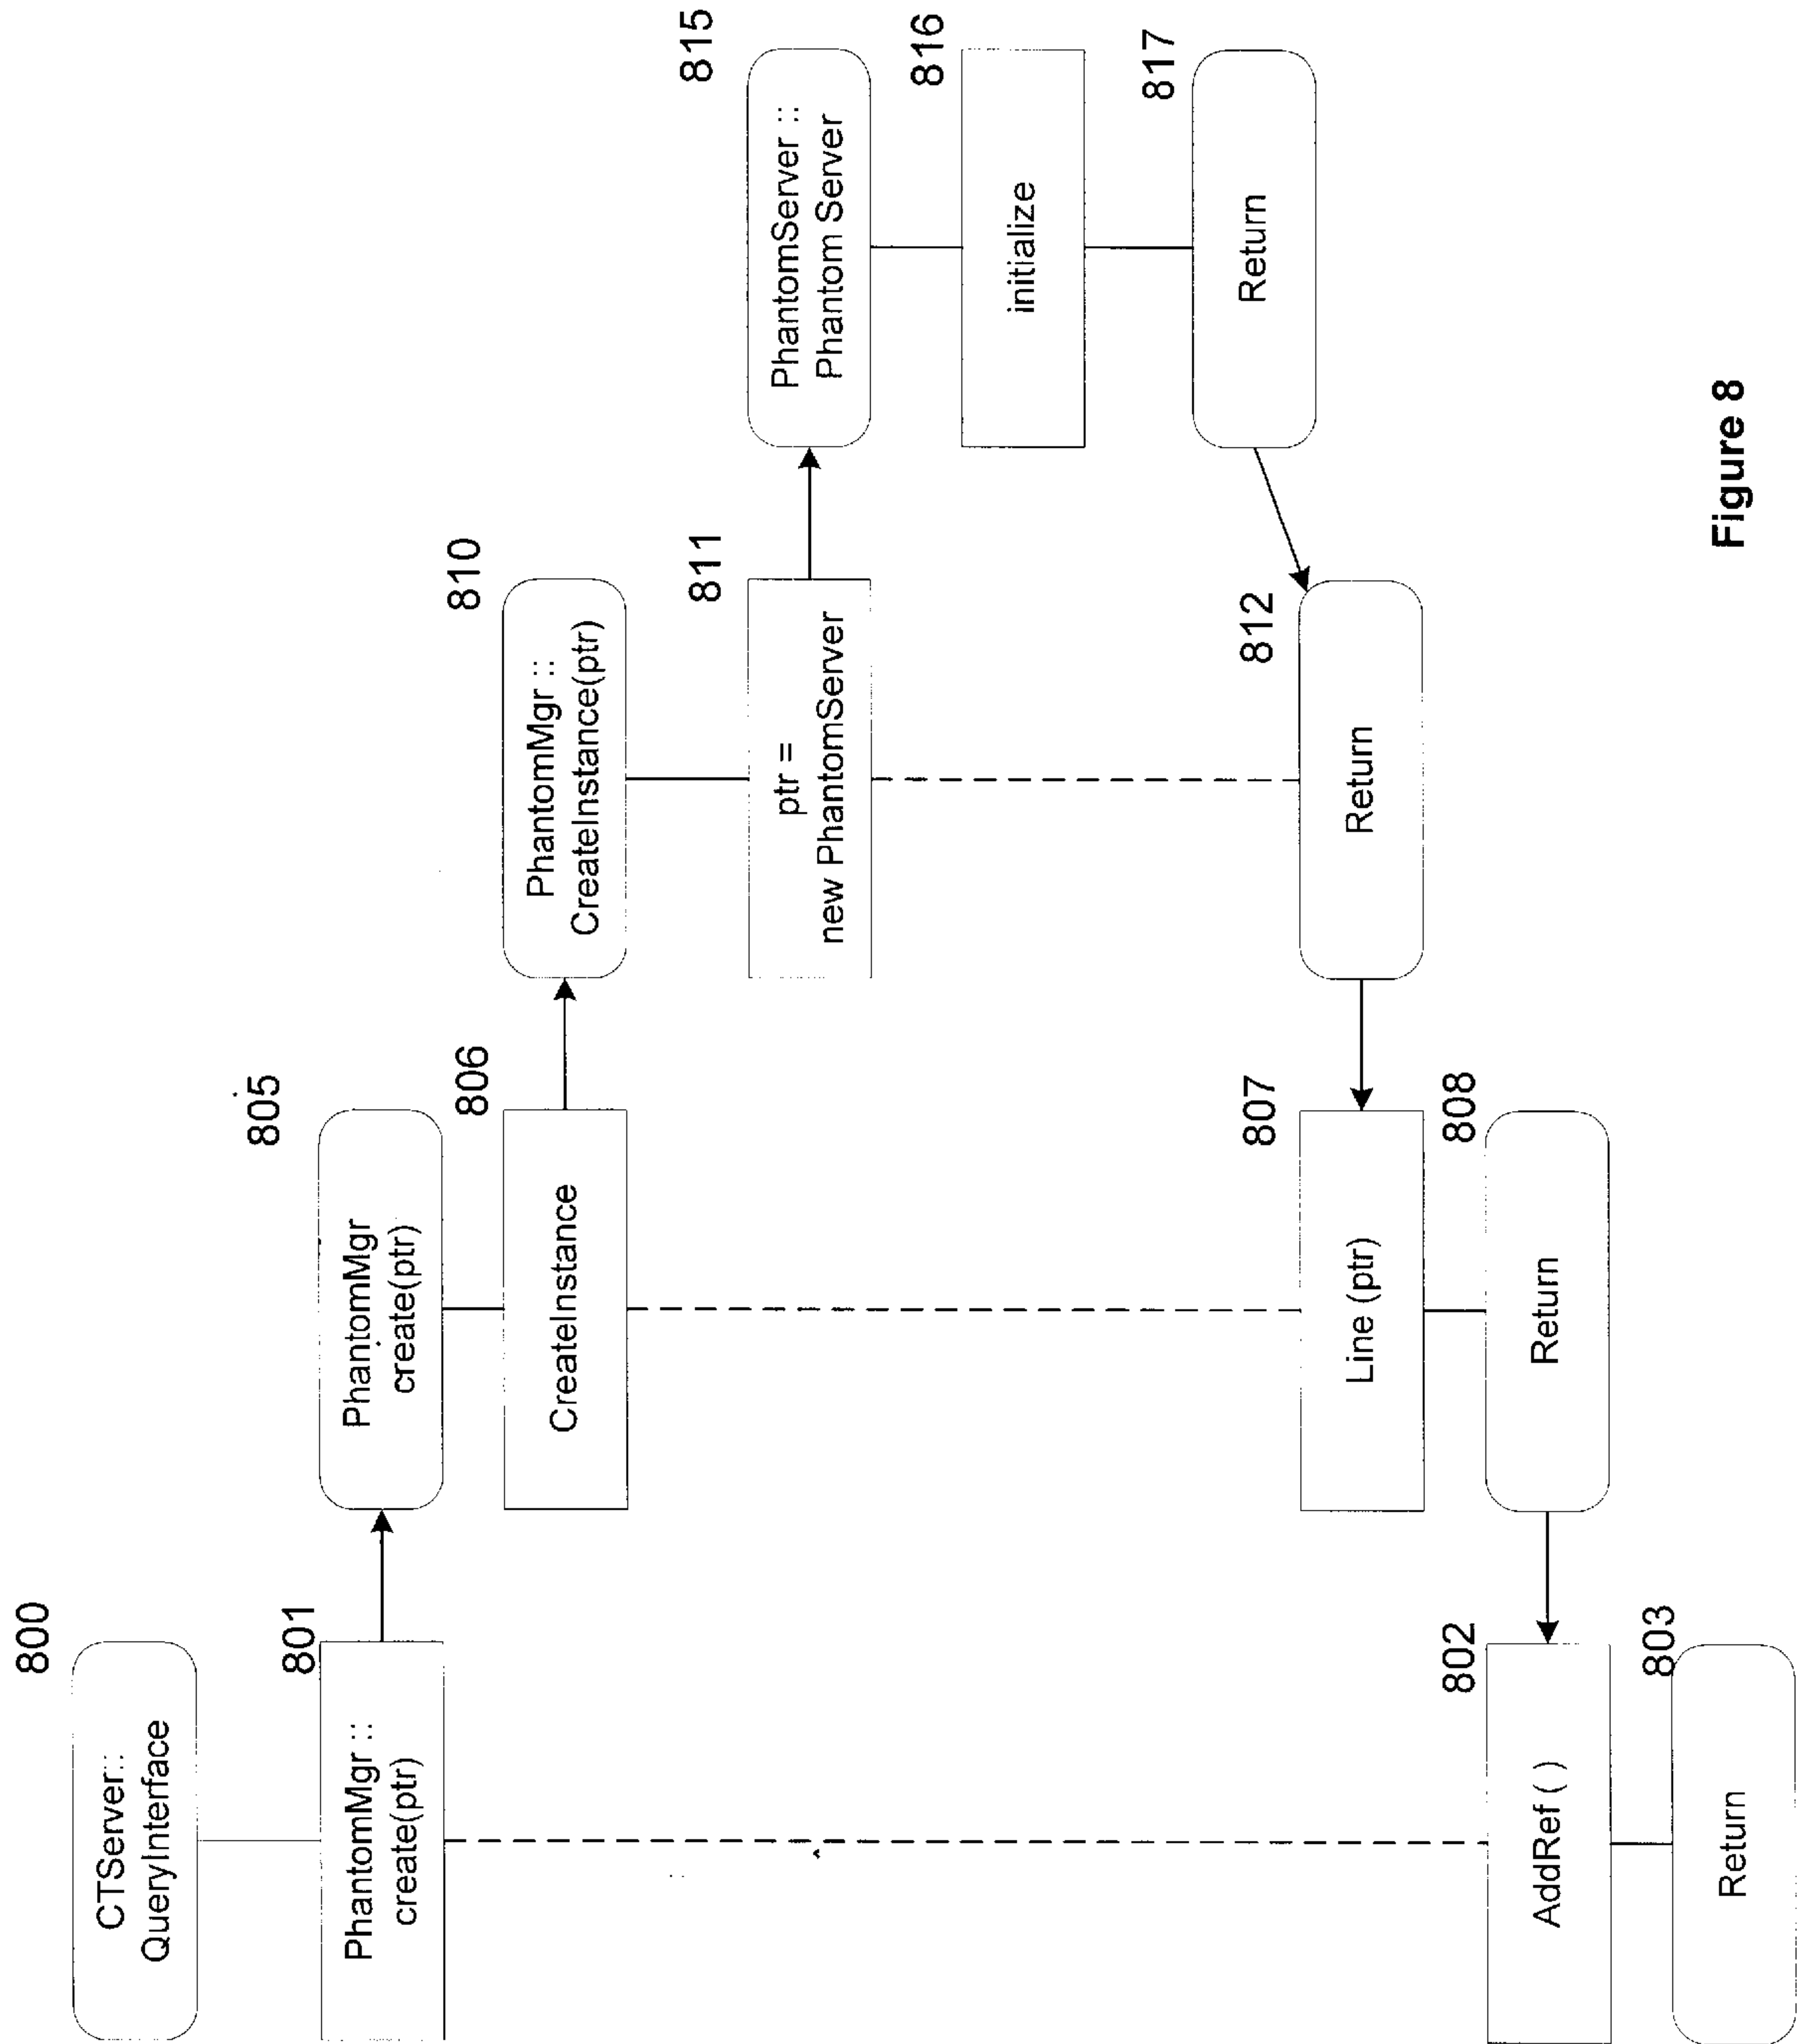 800
CTServer::
QueryInterface
801
PhantomMgr ::
create(ptr)
802
AddRef ( )
803
Return
805
PhantomMgr
create(ptr)
806
CreateInstance
807
Line (ptr)
808
Return
810
PhantomMgr ::
CreateInstance(ptr)
811
ptr =
new PhantomServer
812
Return
815
PhantomServer ::
Phantom Server
816
initialize
817
Return
Figure 8